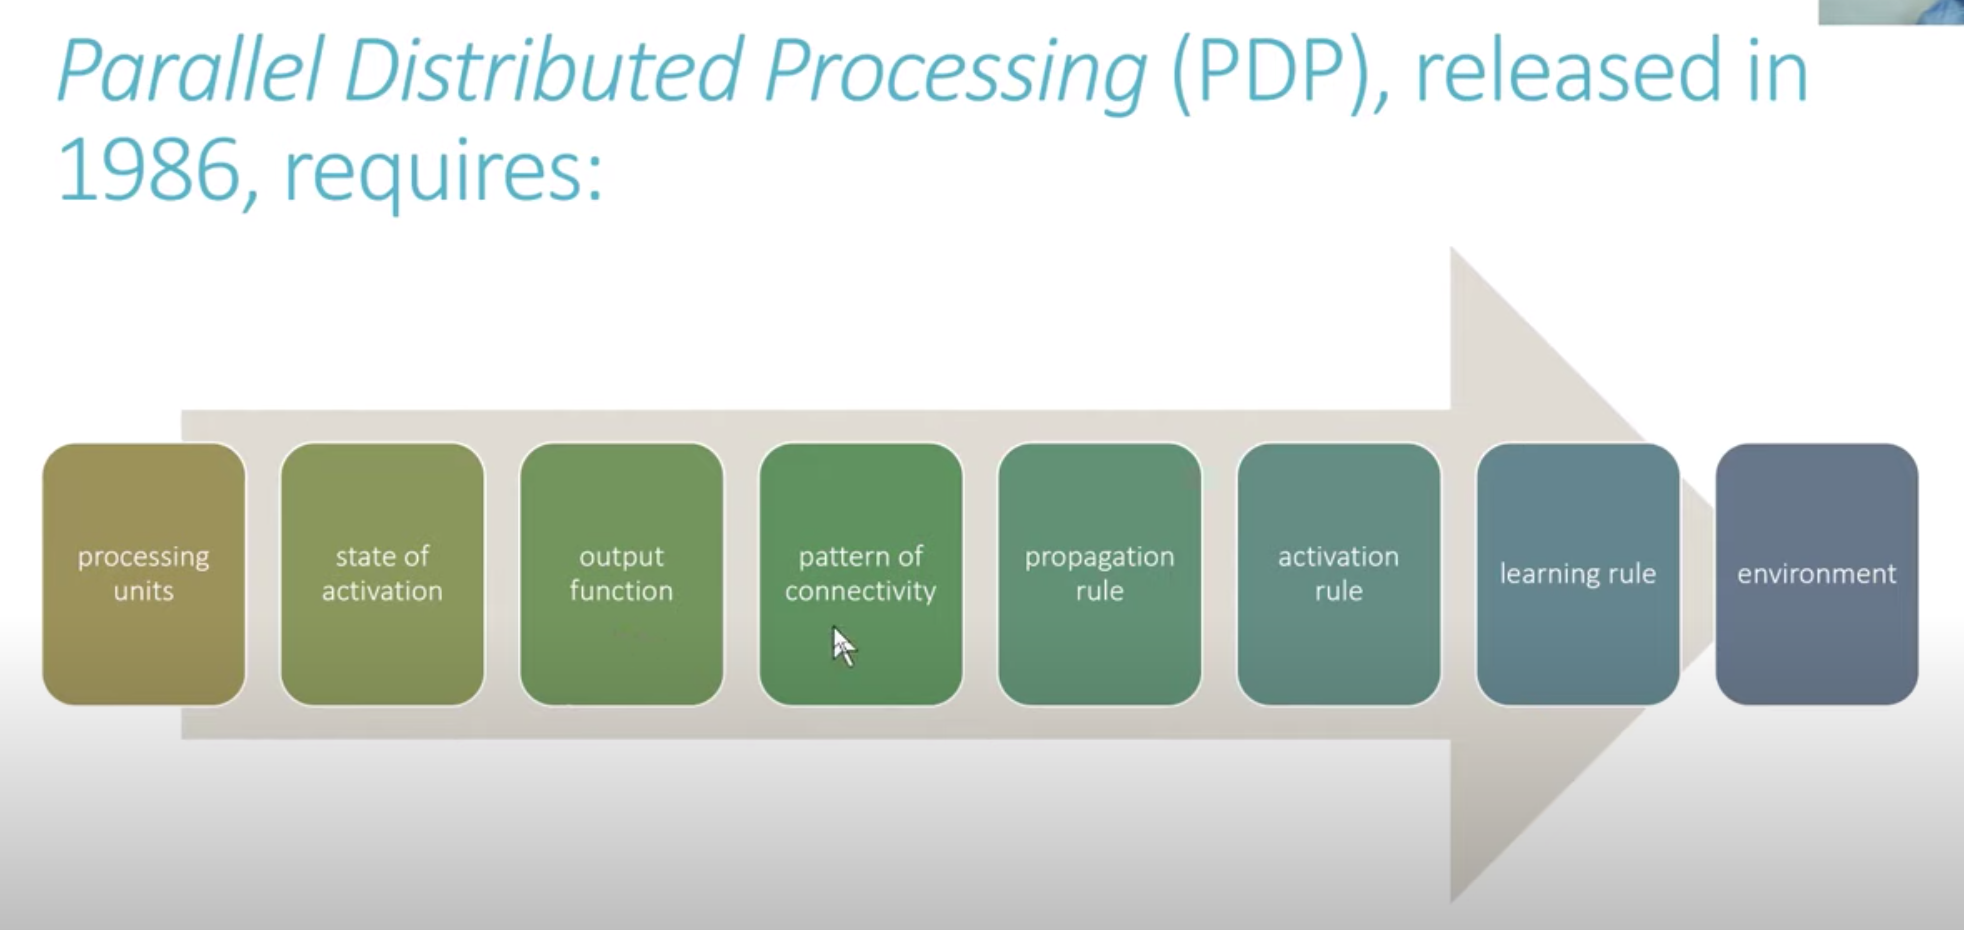 Parallel Distributed Processing (PDP), released in
1986, requires:
processing
units
state of
activation
output
function
pattern of
connectivity
propagation
rule
activation
rule
learning rule
environment